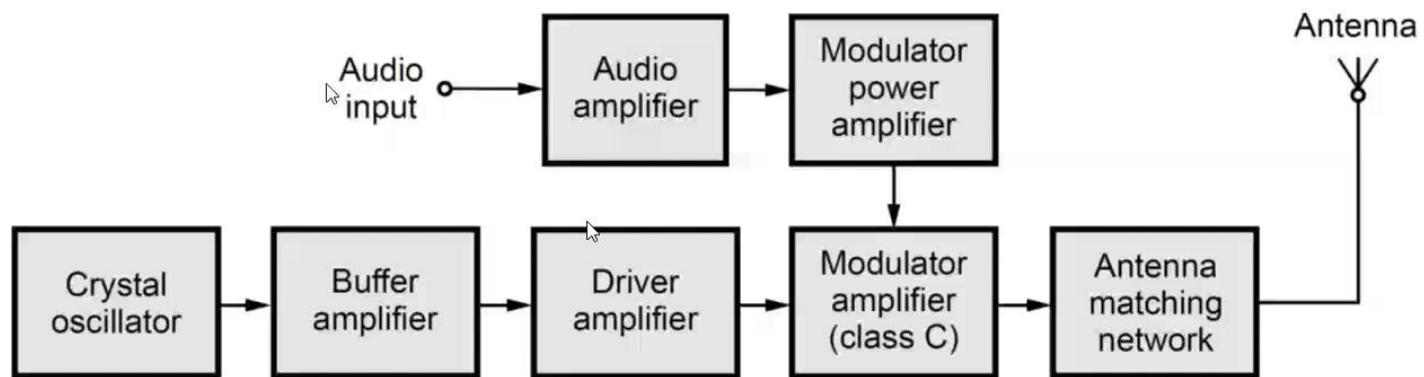 Antenna
Audio
input
Audio
amplifier
Modulator
power
amplifier
Crystal
oscillator
Buffer
amplifier
Driver
amplifier
Modulator
amplifier
(class C)
Antenna
matching
network